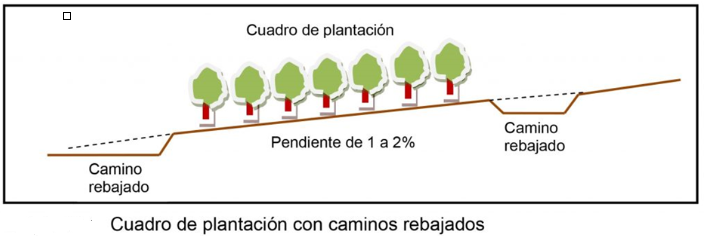 Cuadro de plantación
Pendiente de 1 a 2%
Camino
rebajado
Camino
rebajado
Cuadro de plantación con caminos rebajados